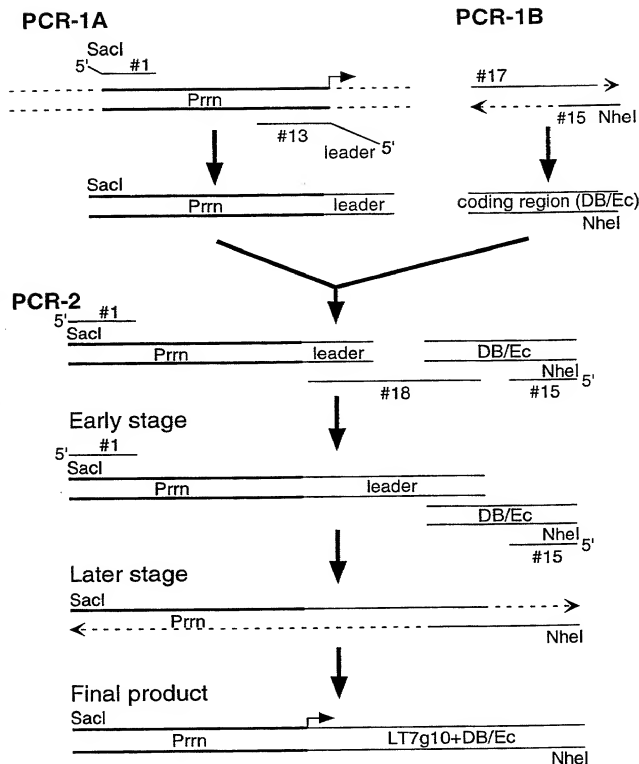 PCR-1A
PCR-1B
SacI
5' #1
#17
Prrn
#15 NheI
#13
leader 5'
SacI
Prrn leader
coding region (DB/Ec)
NheI
PCR-2
5' #1
SacI
Prrn leader DB/Ec
NheI
#18 #15 5'
Early stage
5' #1
SacI
Prrn leader
DB/Ec
NheI
#15 5'
Later stage
SacI
Prrn
NheI
Final product
SacI
Prrn LT7g10+DB/Ec
NheI